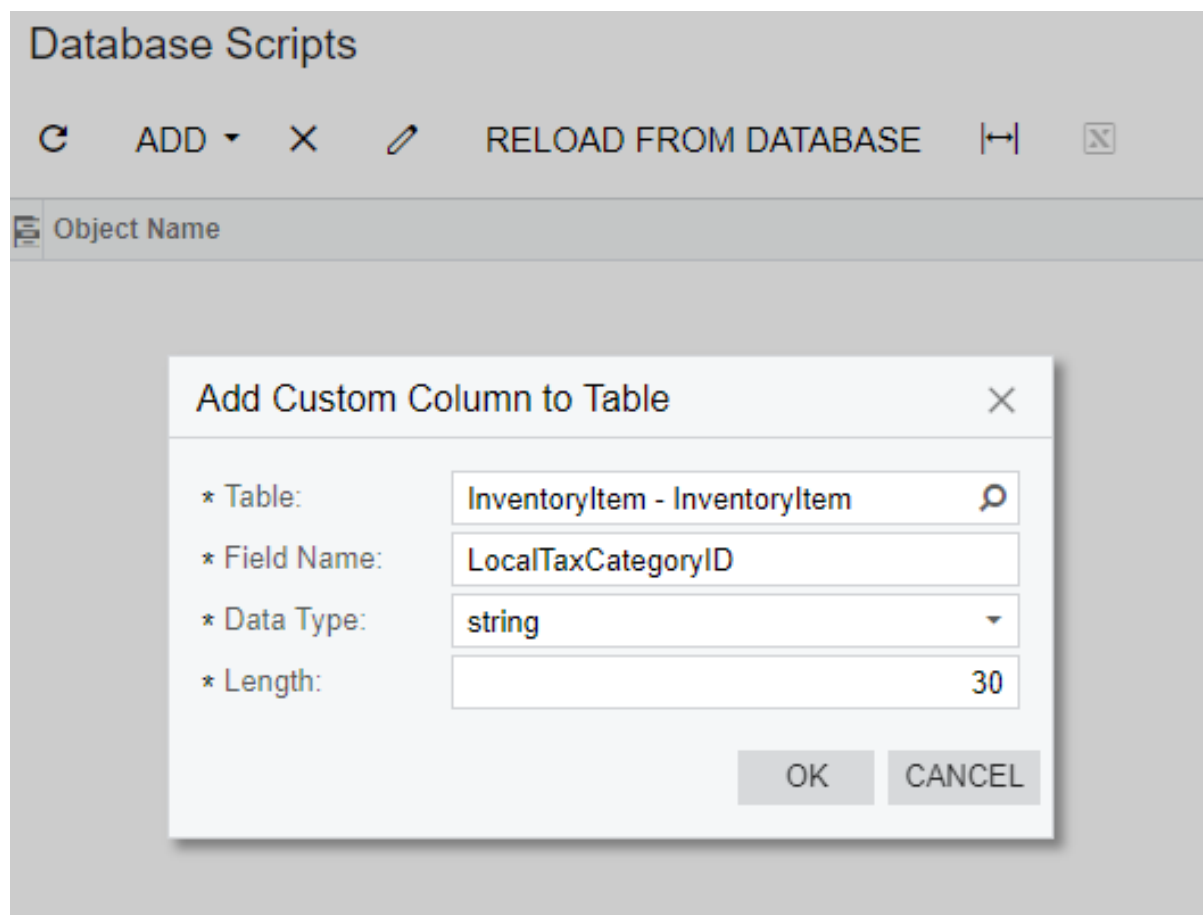 Database Scripts
ADD RELOAD FROM DATABASE
Object Name
Add Custom Column to Table
* Table: InventoryItem - InventoryItem
* Field Name: LocalTaxCategoryID
* Data Type: string
* Length: 30
OK CANCEL